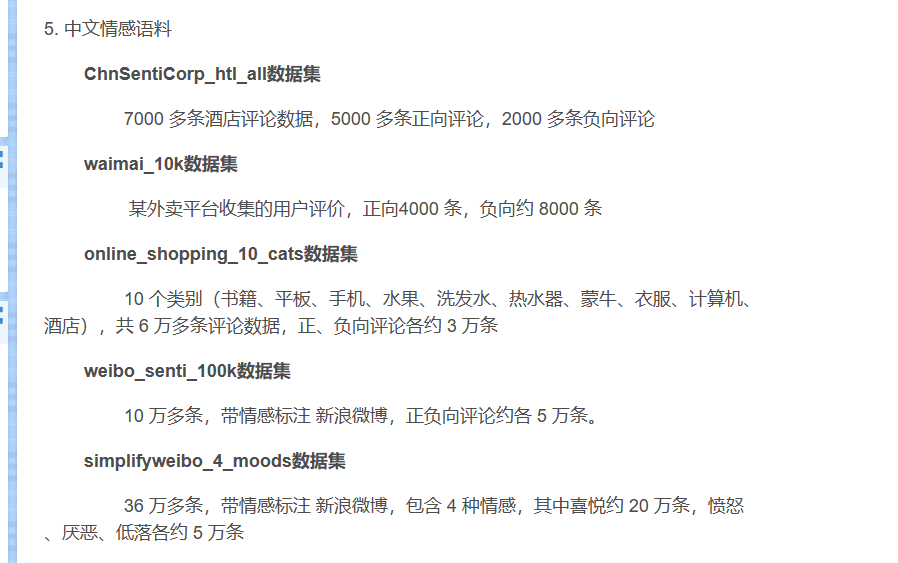 5. 中文情感语料
ChnSentiCorp_htl_all数据集
7000 多条酒店评论数据，5000 多条正向评论，2000 多条负向评论
waimai_10k数据集
某外卖平台收集的用户评价，正向4000 条，负向约 8000 条
online_shopping_10_cats数据集
10 个类别（书籍、平板、手机、水果、洗发水、热水器、蒙牛、衣服、计算机、
酒店），共 6 万多条评论数据，正、负向评论各约 3 万条
weibo_senti_100k数据集
10 万多条，带情感标注 新浪微博，正负向评论约各 5 万条。
simplifyweibo_4_moods数据集
36 万多条，带情感标注 新浪微博，包含 4 种情感，其中喜悦约 20 万条，愤怒
、厌恶、低落各约 5 万条